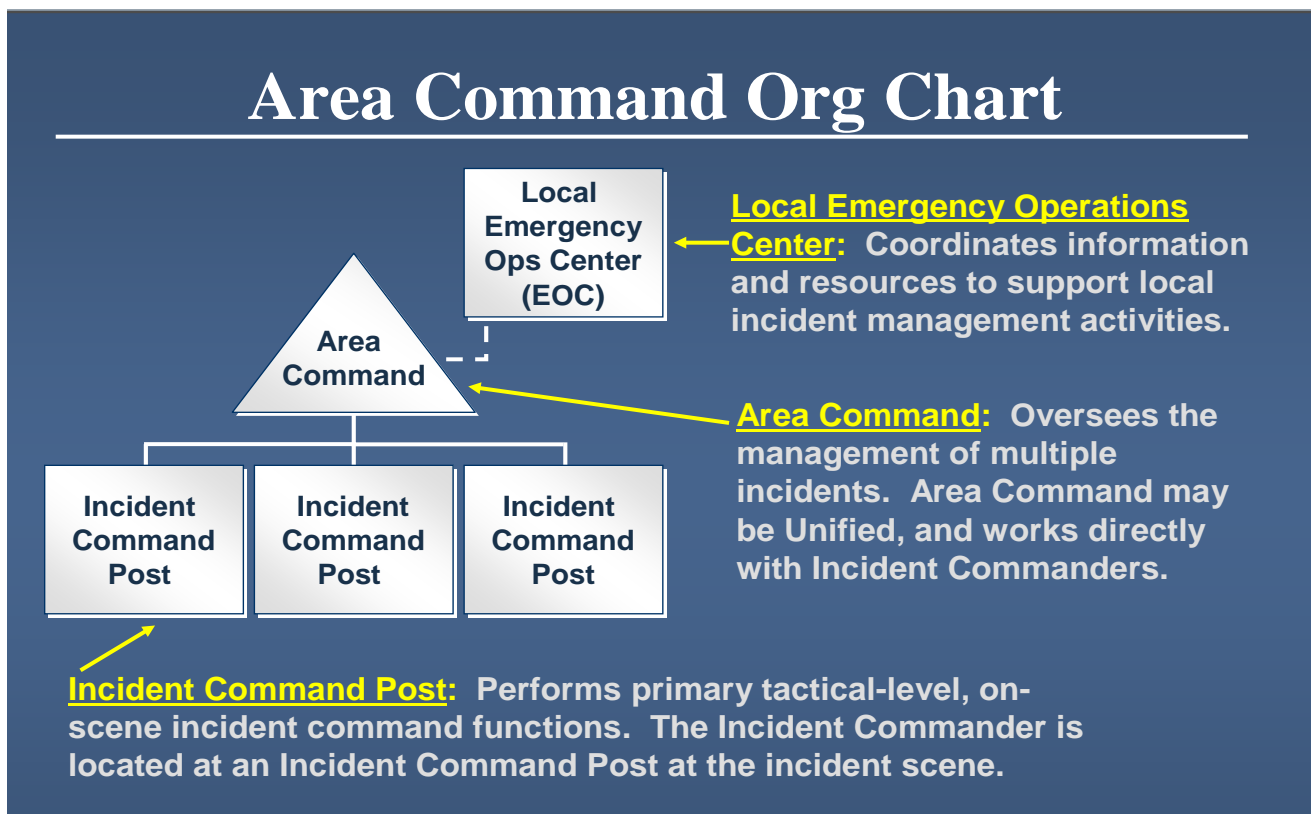 Area Command Org Chart
Local
Emergency
Ops Center
(EOC)
Local Emergency Operations
Center: Coordinates information
and resources to support local
incident management activities.
Area
Command
Area Command: Oversees the
management of multiple
incidents. Area Command may
be Unified, and works directly
with Incident Commanders.
Incident
Command
Post
Incident
Command
Post
Incident
Command
Post
Incident Command Post: Performs primary tactical-level, on-
scene incident command functions. The Incident Commander is
located at an Incident Command Post at the incident scene.